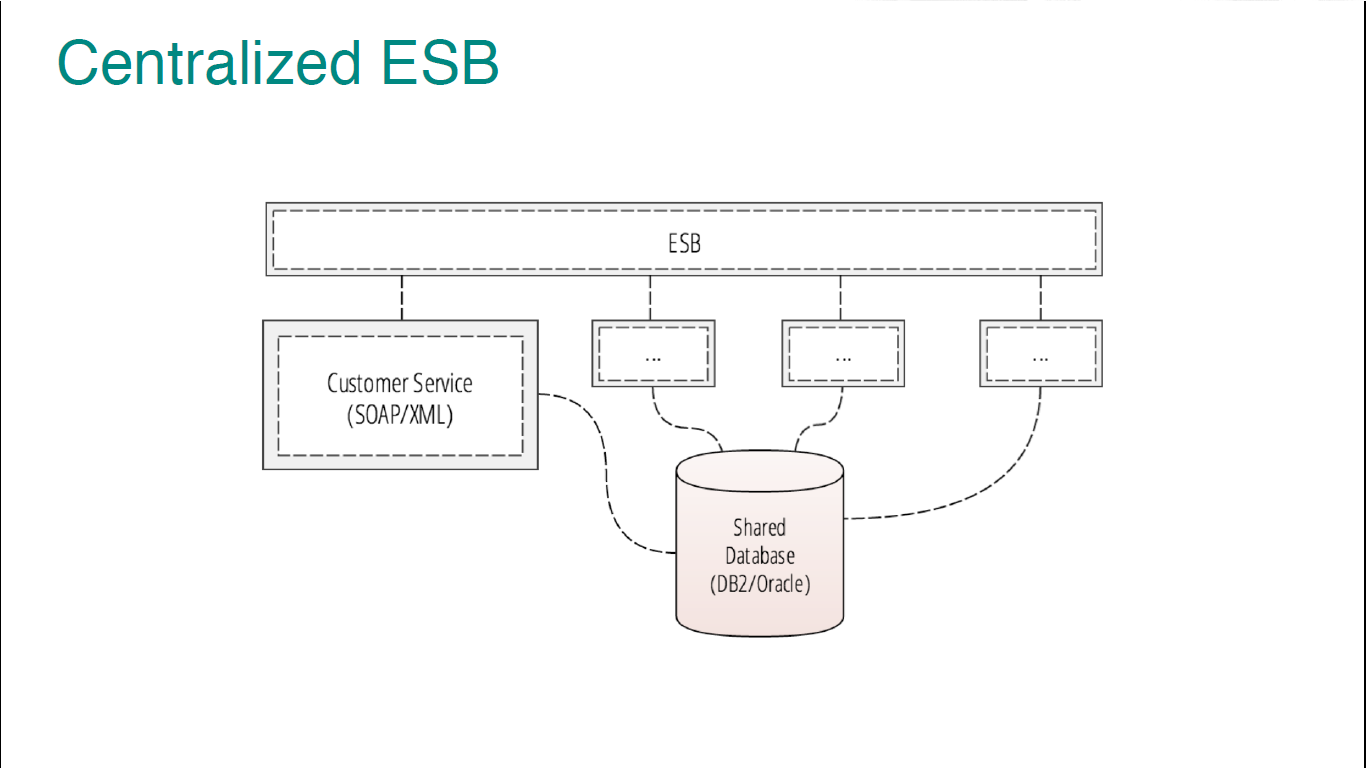 Centralized ESB
ESB
Customer Service
(SOAP/XML)
...
...
...
Shared
Database
(DB2/Oracle)